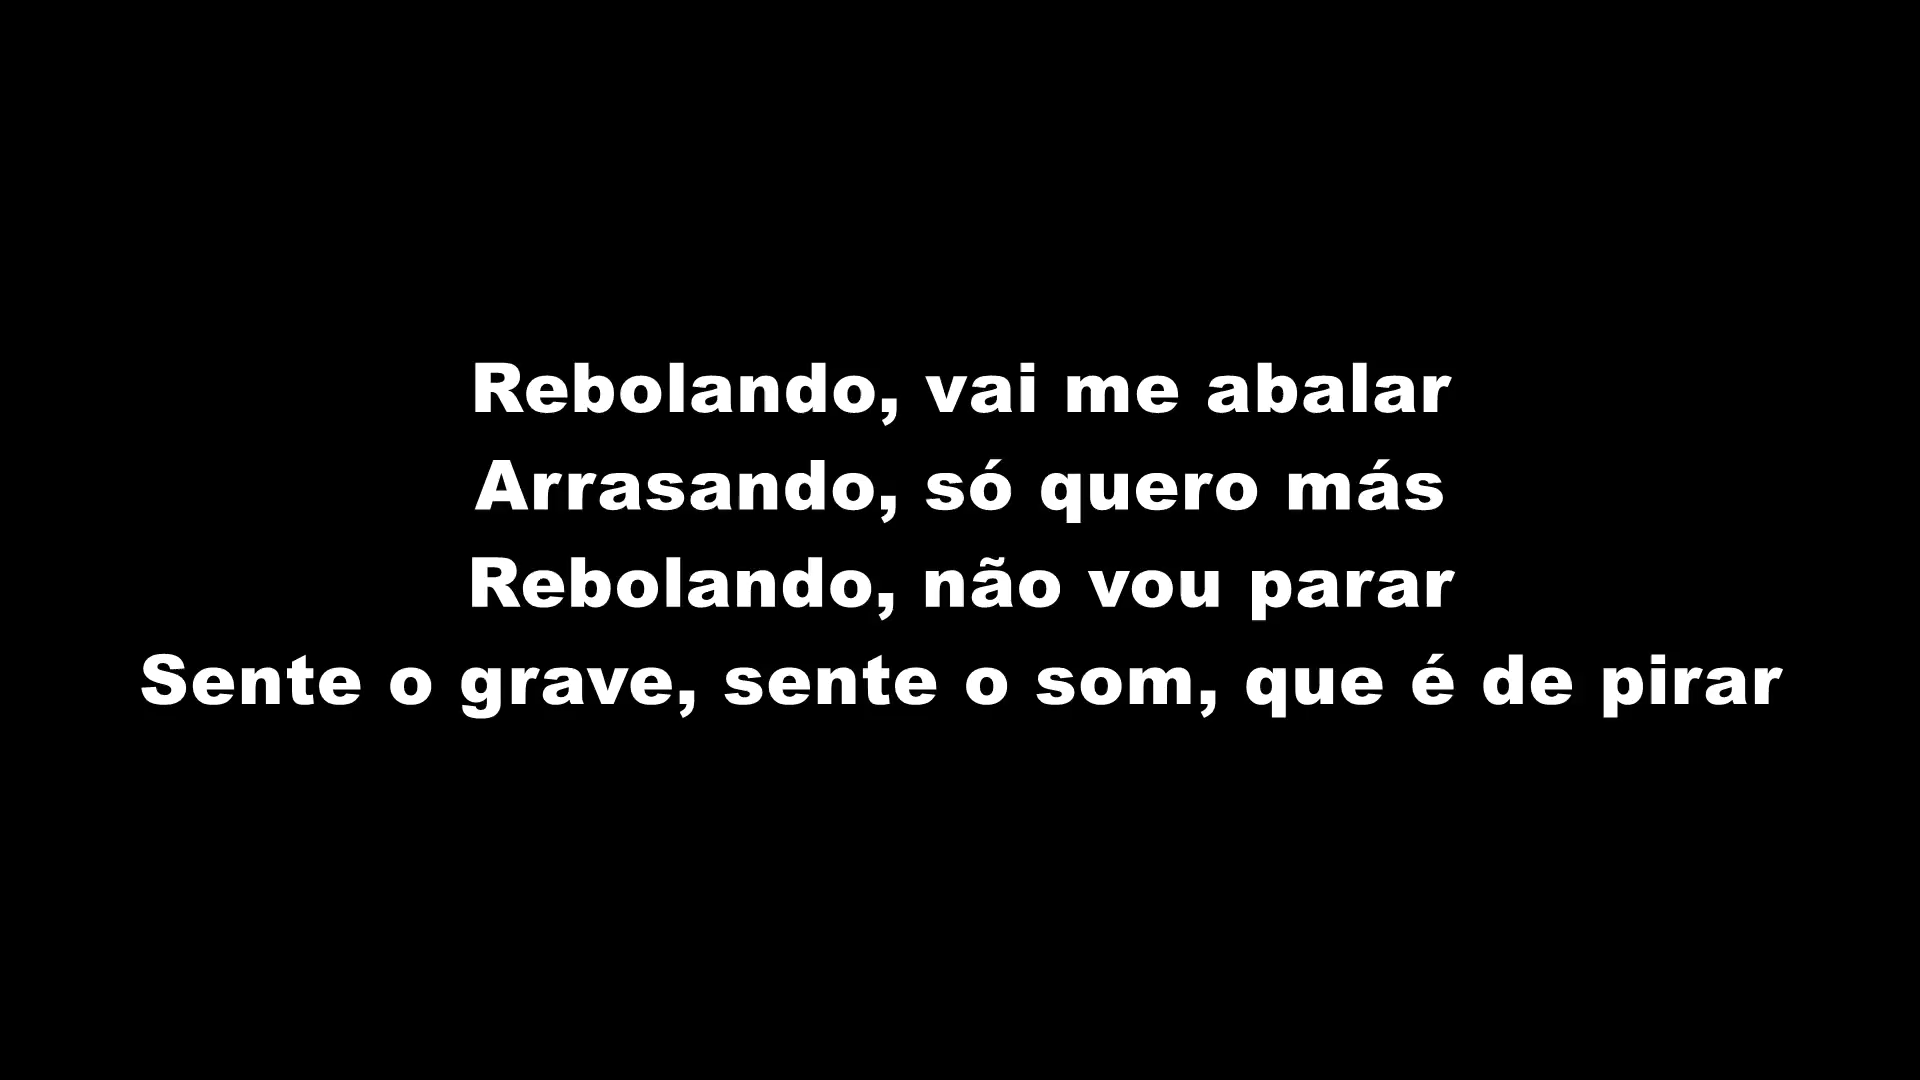 Rebolando, vai me abalar
Arrasando, só quero más
Rebolando, não vou parar
Sente o grave, sente o som, que é de pirar